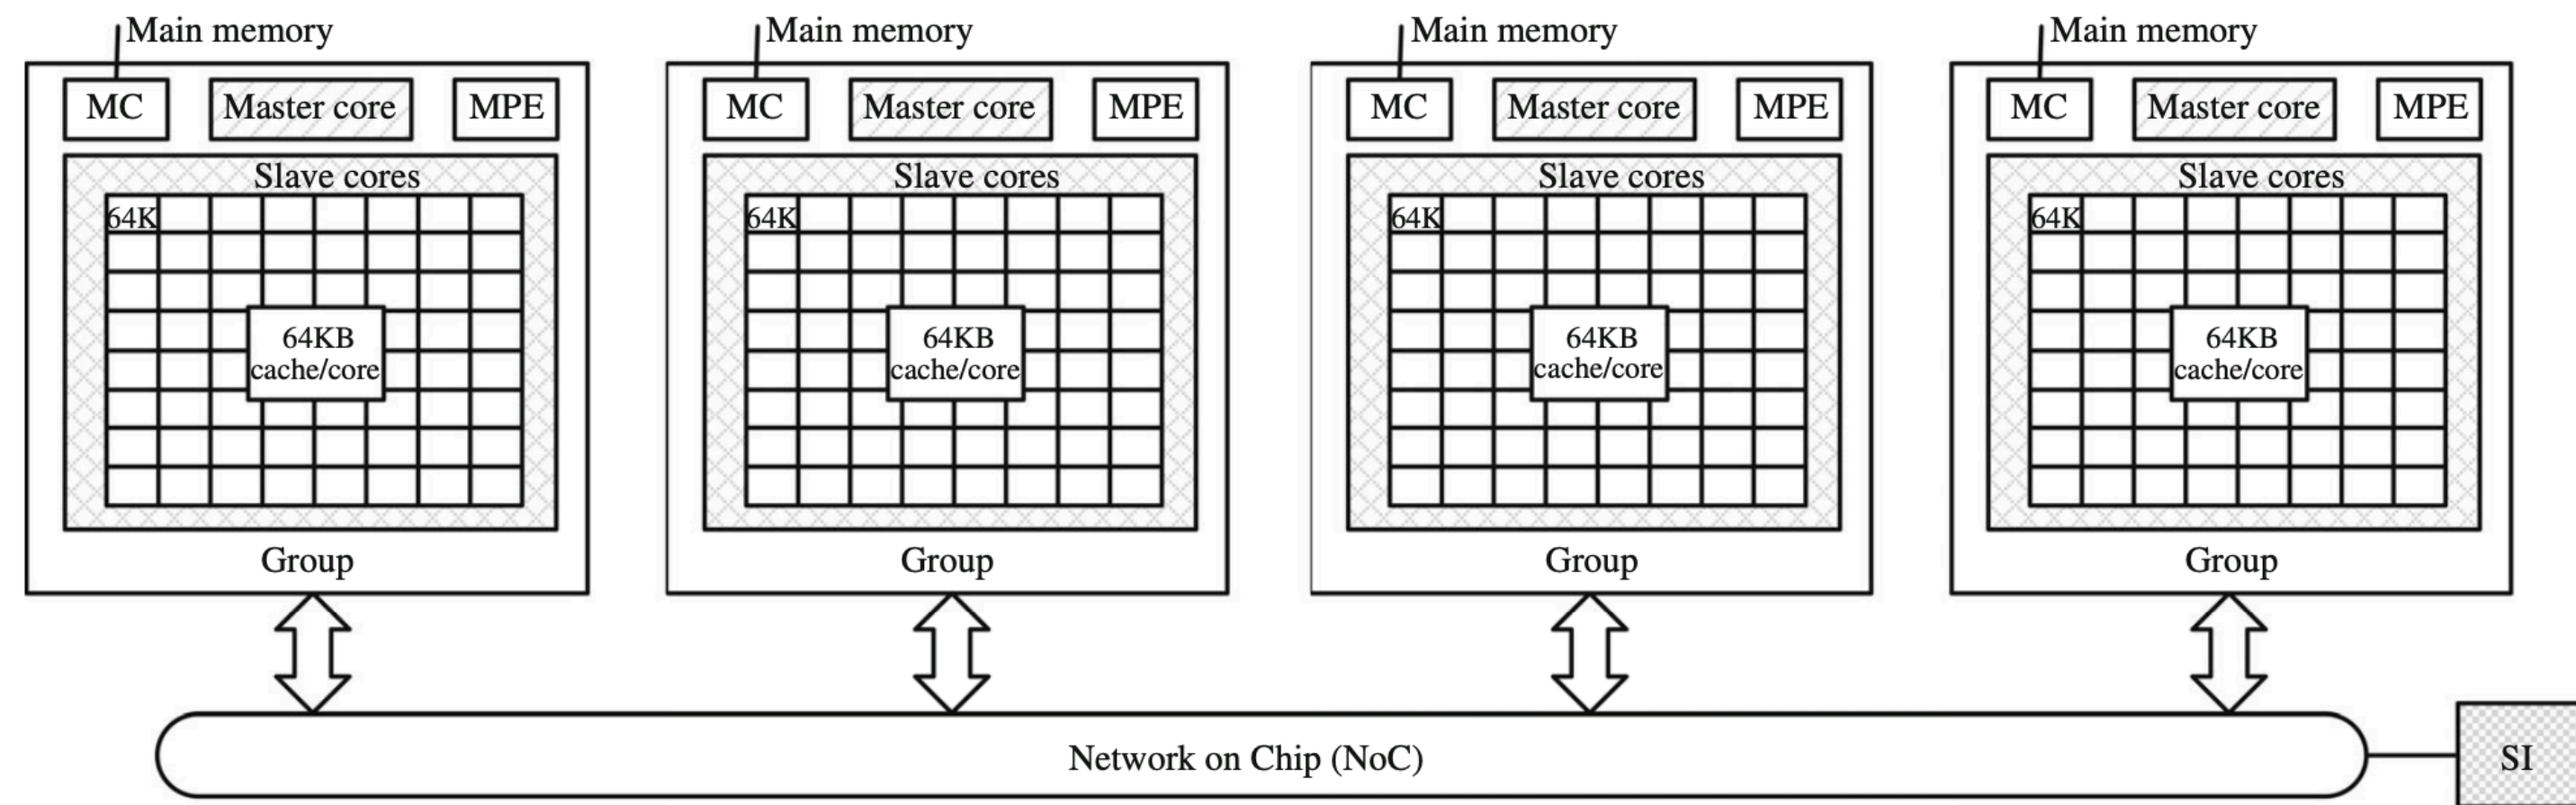 Main memory
Main memory
Main memory
Main memory
MC
Master core
MPE
MC
Master core
MPE
MC
Master core
MPE
MC
Master core
MPE
Slave cores
Slave cores
Slave cores
Slave cores
64K
64K
64K
64K
64KB
cache/core
64KB
cache/core
64KB
cache/core
64KB
cache/core
Group
Group
Group
Group
Network on Chip (NoC)
SI